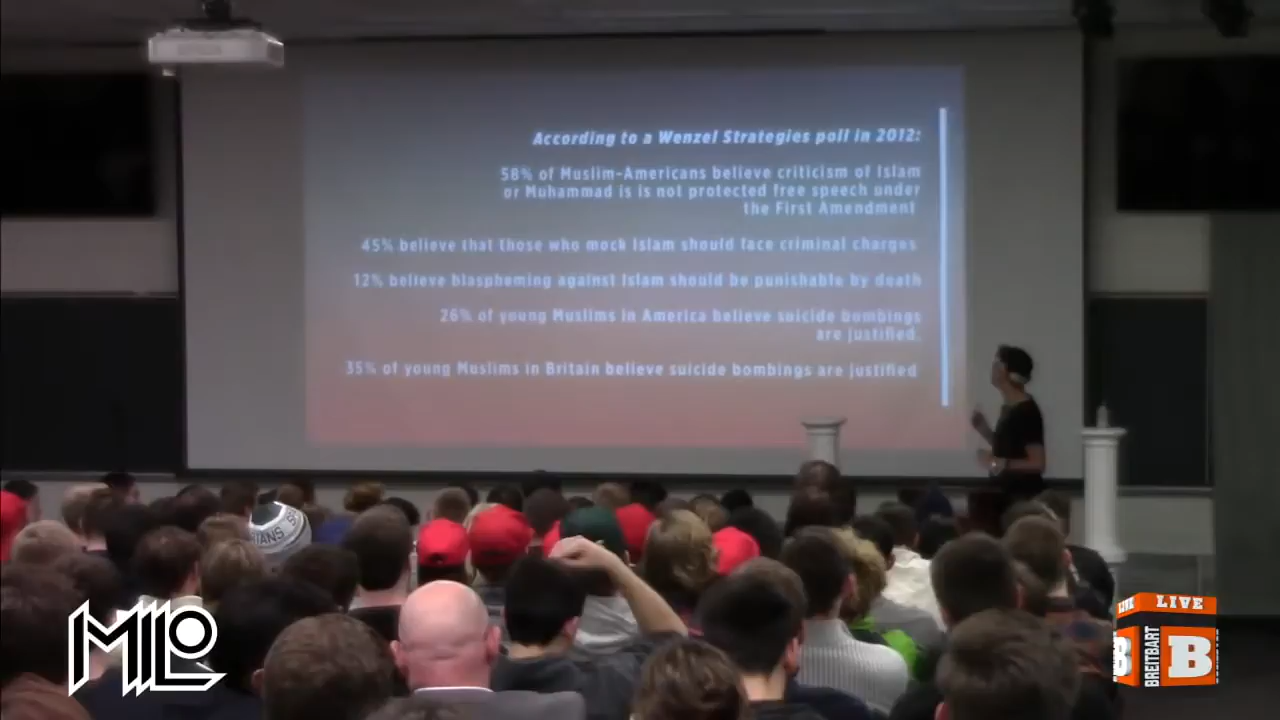 According to a Wenzel Strategies poll in 2012:
58% of Muslim-Americans believe criticism of Islam
or Muhammad is is not protected free speech under
the First Amendment
45% believe that those who mock Islam should face criminal charges
12% believe blaspheming against Islam should be punishable by death
26% of young Muslims in America believe suicide bombings
are justified.
35% of young Muslims in Britain believe suicide bombings are justified
MILO
LIVE
LIVE
BREITBART
B
B